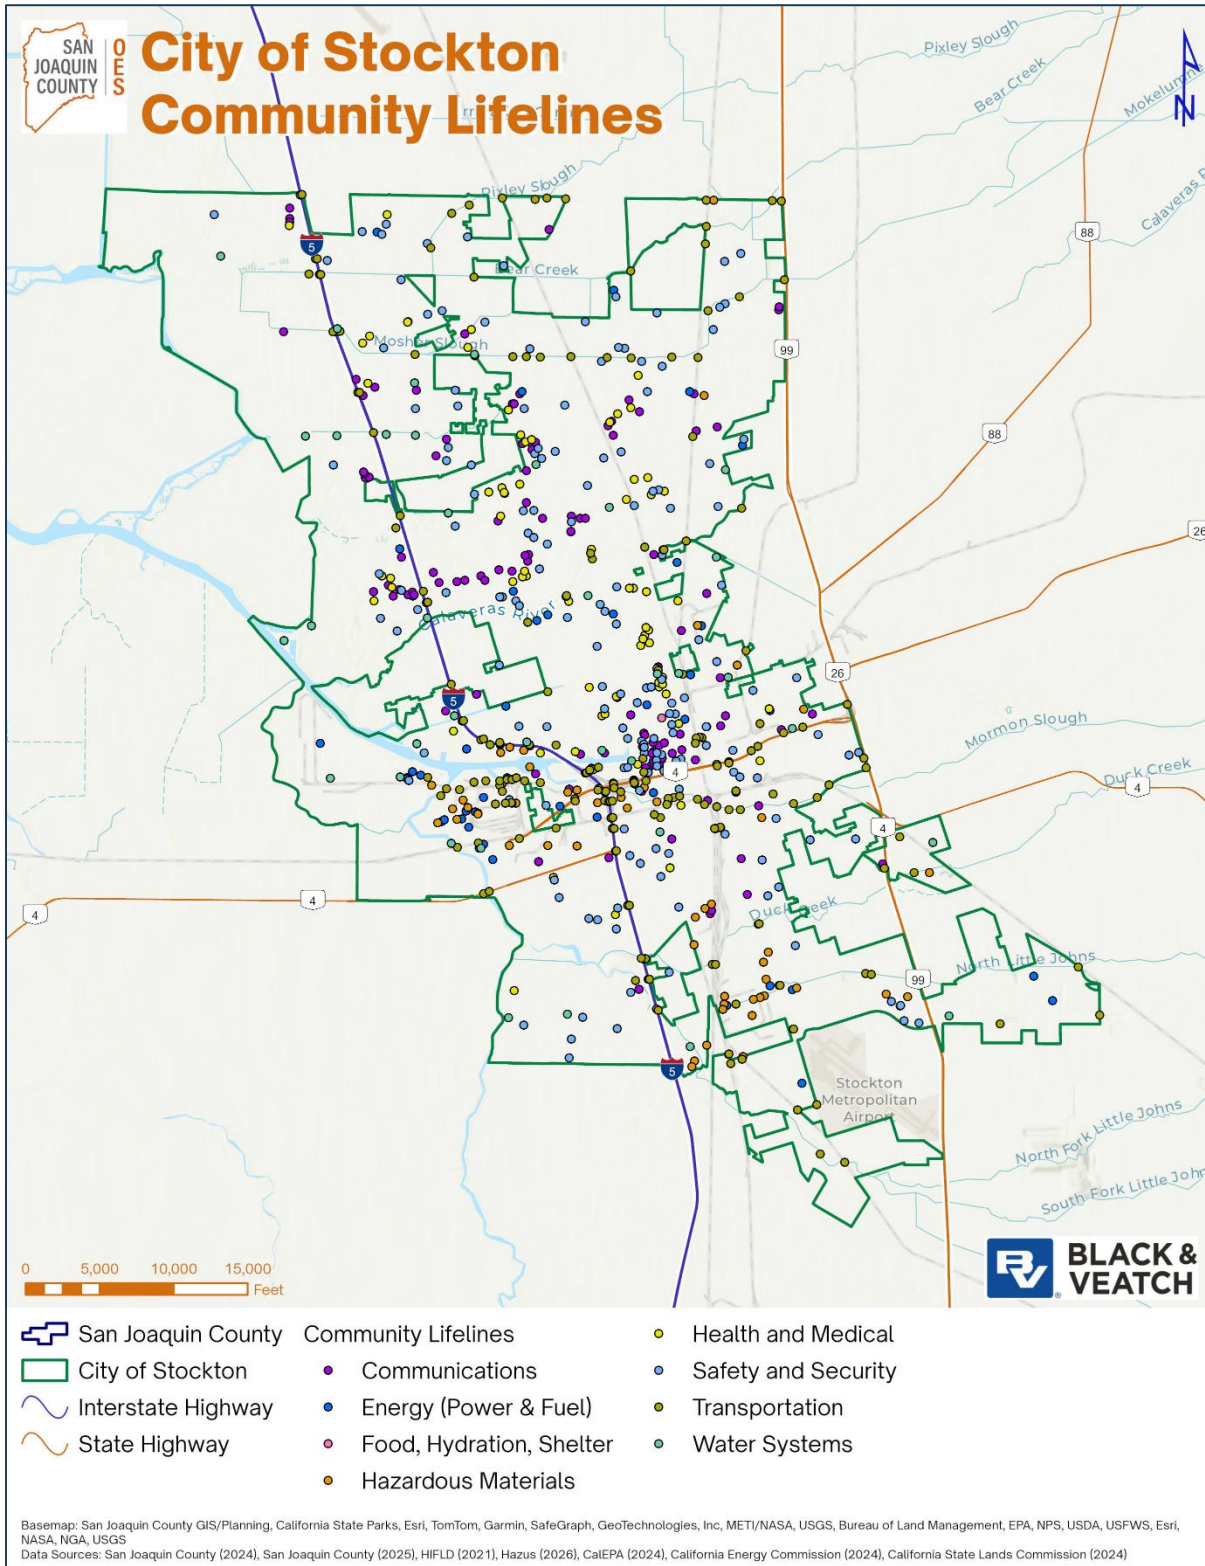 SAN
JOAQUIN
COUNTY
OES
City of Stockton
Community Lifelines
Pixley Slough
Bear Creek
Mokelumne
Calaveras R
Pixley Slough
5
88
Bear Creek
Mosher Slough
99
88
26
Calaveras River
26
5
Mormon Slough
4
Duck Creek
4
4
4
4
Duck Creek
North Little Johns
99
5
Stockton
Metropolitan
Airport
North Fork Little Johns
South Fork Little John
0 5,000 10,000 15,000
Feet
BV
BLACK &
VEATCH
San Joaquin County
City of Stockton
Interstate Highway
State Highway
Community Lifelines
Communications
Energy (Power & Fuel)
Food, Hydration, Shelter
Hazardous Materials
Health and Medical
Safety and Security
Transportation
Water Systems
Basemap: San Joaquin County GIS/Planning, California State Parks, Esri, TomTom, Garmin, SafeGraph, GeoTechnologies, Inc, METI/NASA, USGS, Bureau of Land Management, EPA, NPS, USDA, USFWS, Esri,
NASA, NGA, USGS
Data Sources: San Joaquin County (2024), San Joaquin County (2025), HIFLD (2021), Hazus (2026), CalEPA (2024), California Energy Commission (2024), California State Lands Commission (2024)